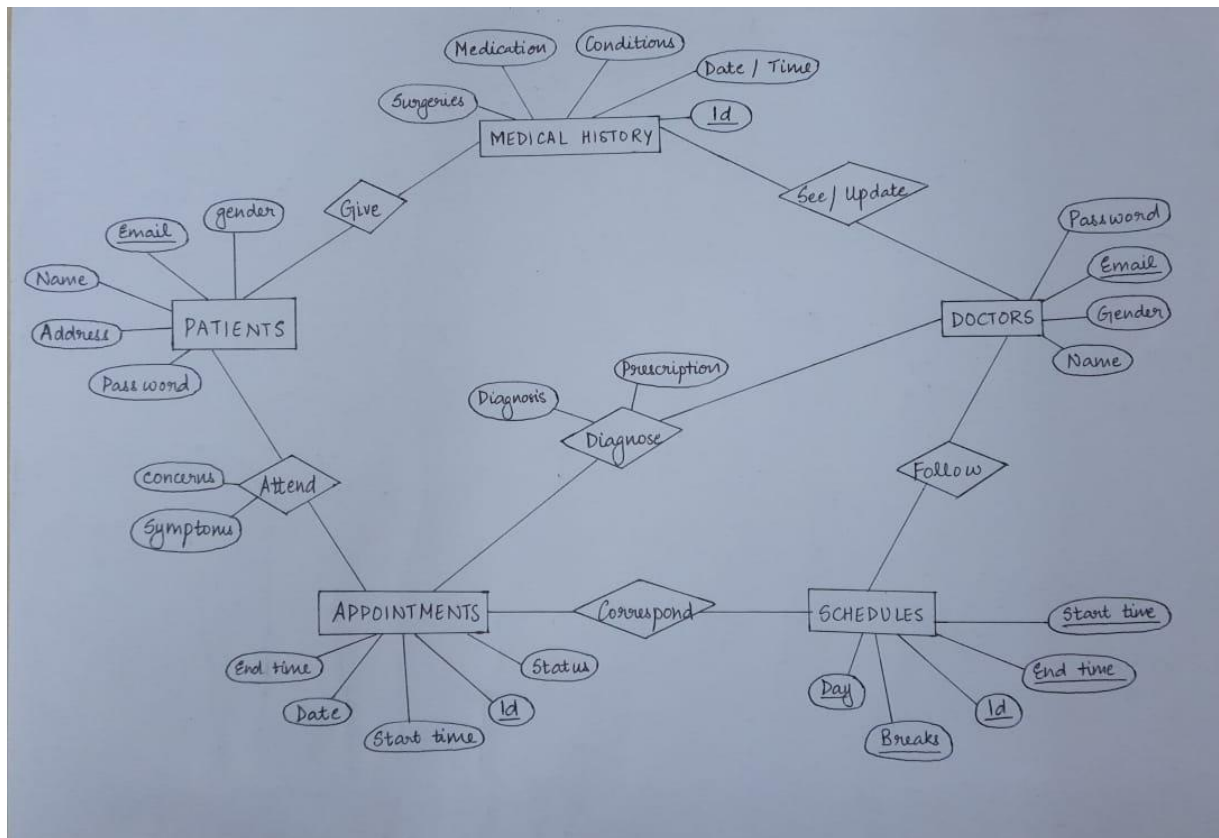 Medication
Conditions
Date / Time
Surgeries
Id
MEDICAL HISTORY
See / Update
Give
gender
Email
Password
Name
Email
PATIENTS
Address
DOCTORS
Gender
Name
Password
Prescription
Diagnosis
Diagnose
Follow
Concerns
Attend
Symptoms
APPOINTMENTS
Correspond
SCHEDULES
Start time
End time
Status
End time
Day
Date
Id
Id
Start time
Breaks